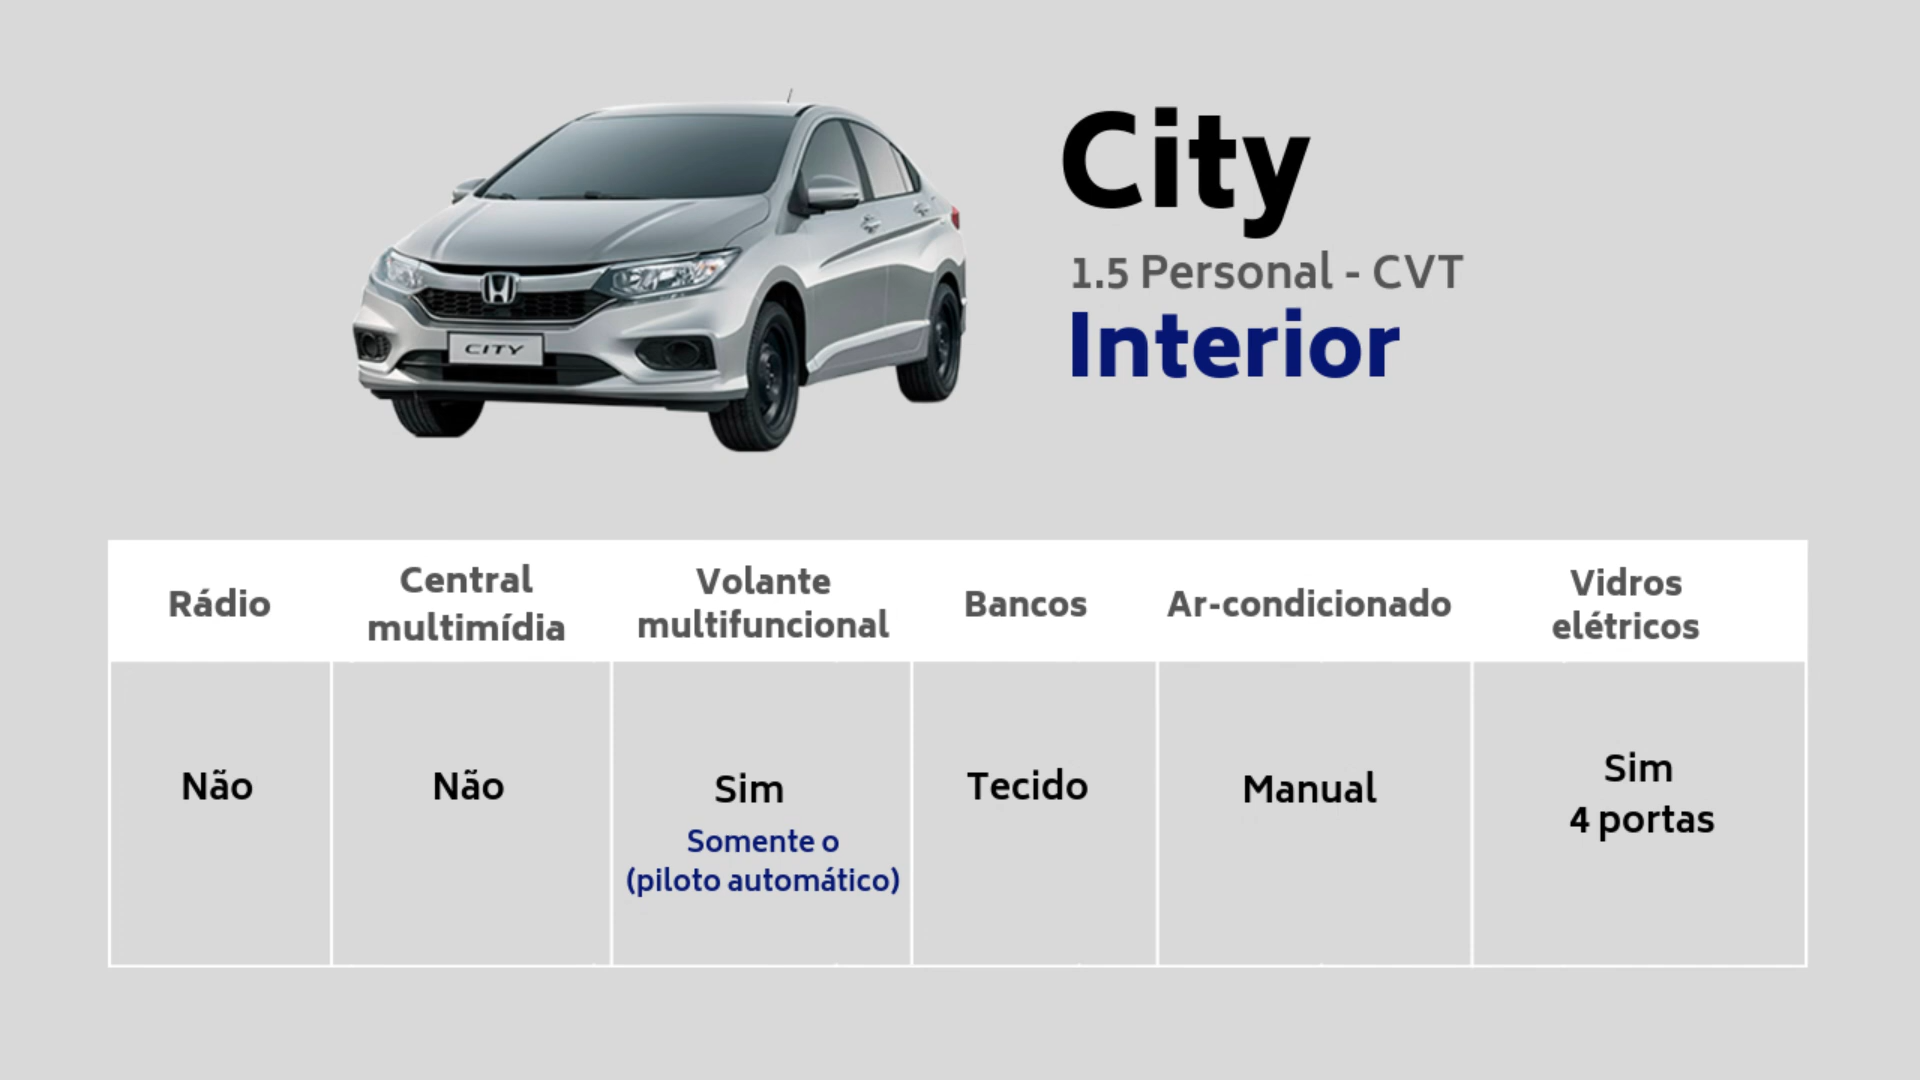 City
1.5 Personal - CVT
Interior
CITY
Rádio
Central
multimídia
Volante
multifuncional
Bancos
Ar-condicionado
Vidros
elétricos
Não
Não
Sim
Somente o
(piloto automático)
Tecido
Manual
Sim
4 portas